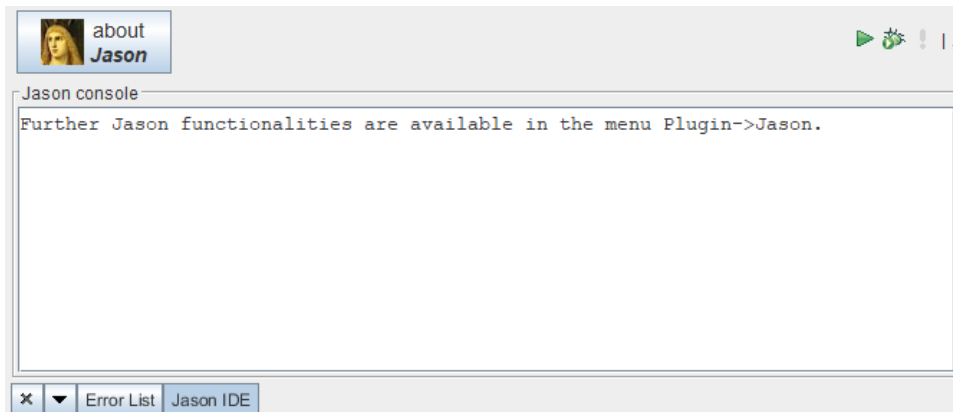 about
Jason
Jason console
Further Jason functionalities are available in the menu Plugin->Jason.
Error List
Jason IDE